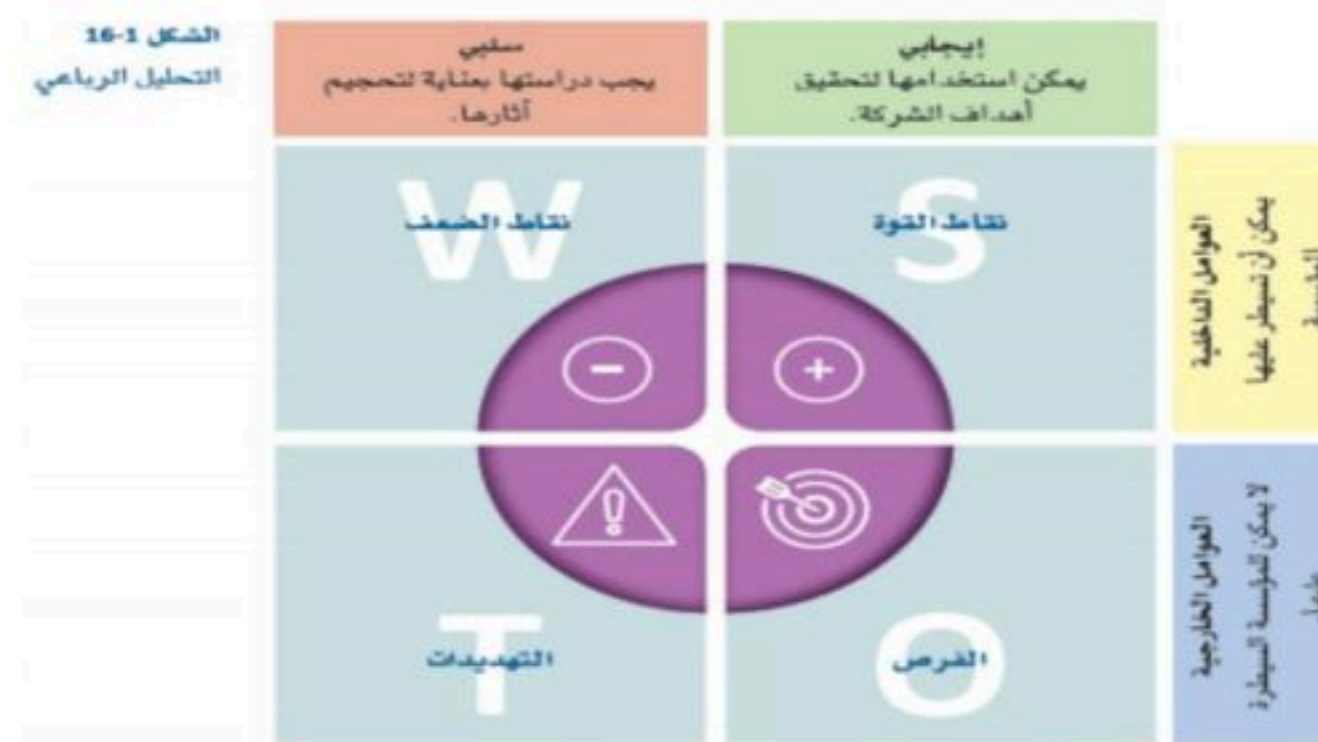 الشكل 1-16
التحليل الرباعي
إيجابي
يمكن استخدامها لتحقيق
أهداف الشركة.
سلبي
يجب دراستها بعناية لتحجيم
آثارها.
S
نقاط القوة
W
نقاط الضعف
العوامل الداخلية
يمكن أن تسيطر عليها
O
الفرص
T
التهديدات
العوامل الخارجية
لا يمكن للمؤسسة السيطرة